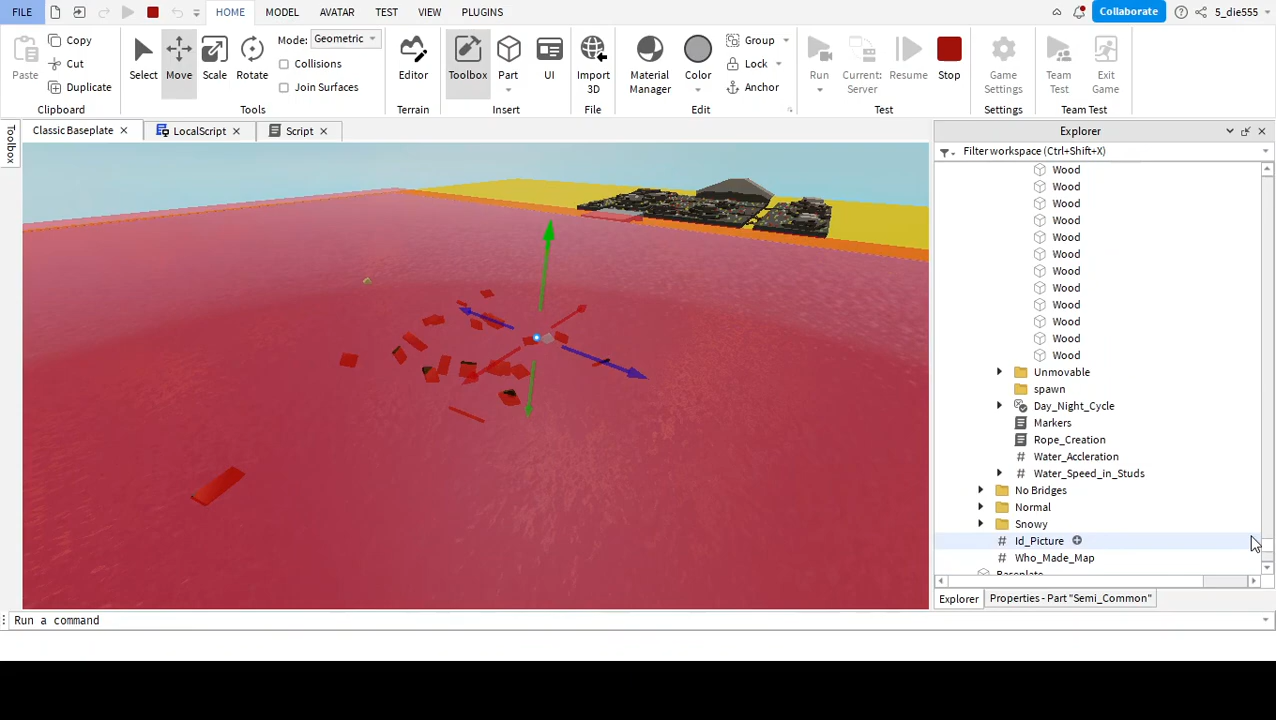 FILE HOME MODEL AVATAR TEST VIEW PLUGINS Collaborate 5_die555
Paste Copy Cut Duplicate Clipboard
Select Move Scale Rotate Mode: Geometric Collisions Join Surfaces Tools
Editor Terrain
Toolbox Part UI Insert
Import 3D File
Material Manager Color Group Lock Anchor Edit
Run Current: Server Resume Stop Test
Game Settings Settings
Team Test Exit Game Team Test
Toolbox
Classic Baseplate LocalScript Script
Explorer
Filter workspace (Ctrl+Shift+X)
Wood
Wood
Wood
Wood
Wood
Wood
Wood
Wood
Wood
Wood
Wood
Wood
Unmovable
spawn
Day_Night_Cycle
Markers
Rope_Creation
# Water_Accleration
# Water_Speed_in_Studs
No Bridges
Normal
Snowy
# Id_Picture
# Who_Made_Map
Baseplate
Explorer Properties - Part "Semi_Common"
Run a command